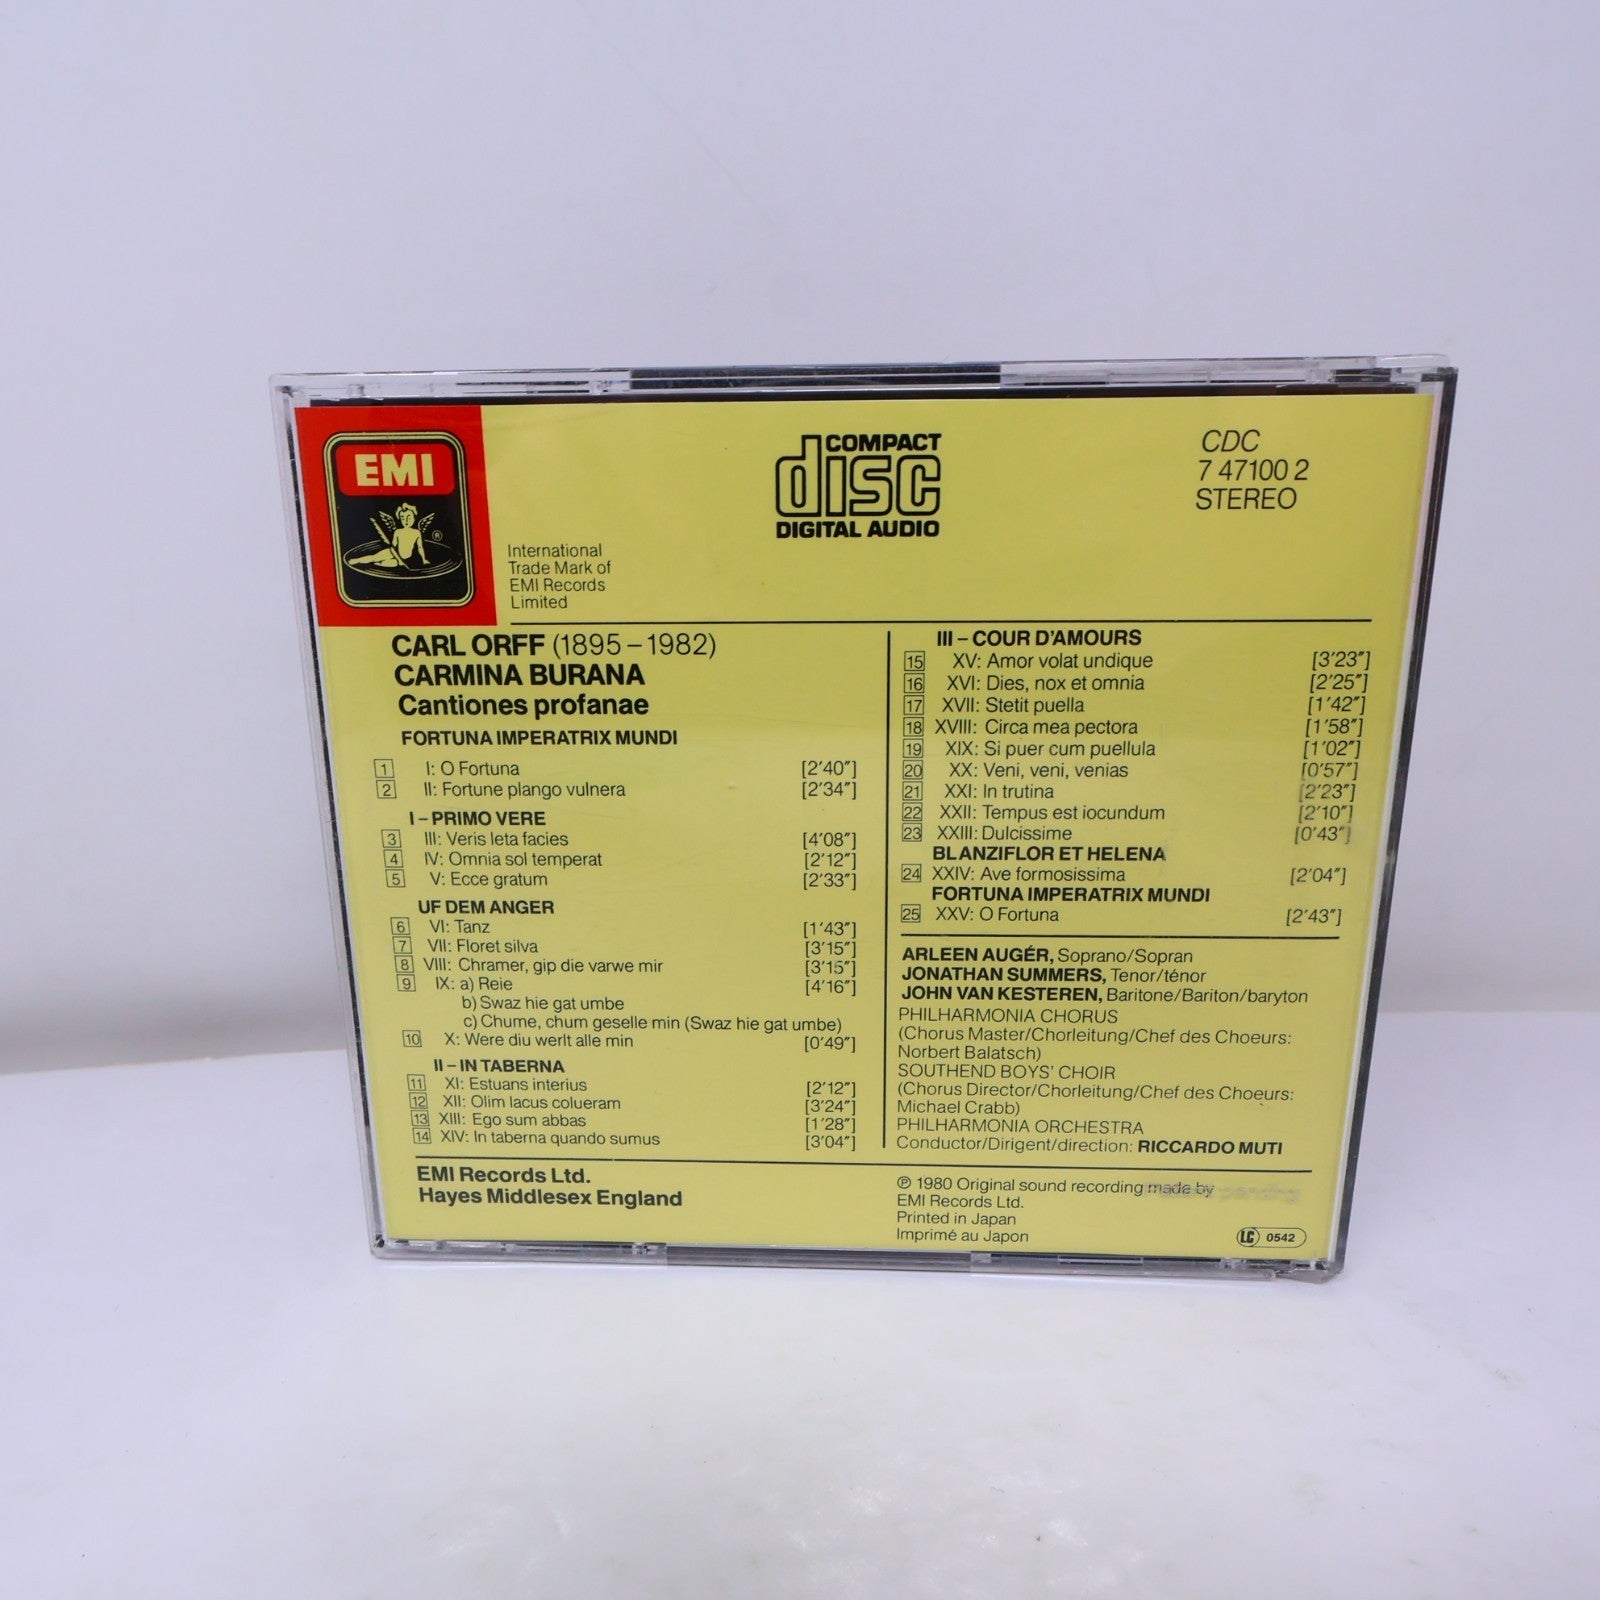 EMI
®
International
Trade Mark of
EMI Records
Limited
COMPACT
disc
DIGITAL AUDIO
CDC
7 47100 2
STEREO
CARL ORFF (1895–1982)
CARMINA BURANA
Cantiones profanae
FORTUNA IMPERATRIX MUNDI
1 I: O Fortuna [2′40″]
2 II: Fortune plango vulnera [2′34″]
I – PRIMO VERE
3 III: Veris leta facies [4′08″]
4 IV: Omnia sol temperat [2′12″]
5 V: Ecce gratum [2′33″]
UF DEM ANGER
6 VI: Tanz [1′43″]
7 VII: Floret silva [3′15″]
8 VIII: Chramer, gip die varwe mir [3′15″]
9 IX: a) Reie [4′16″]
b) Swaz hie gat umbe
c) Chume, chum geselle min (Swaz hie gat umbe)
10 X: Were diu werlt alle min [0′49″]
II – IN TABERNA
11 XI: Estuans interius [2′12″]
12 XII: Olim lacus colueram [3′24″]
13 XIII: Ego sum abbas [1′28″]
14 XIV: In taberna quando sumus [3′04″]
III – COUR D'AMOURS
15 XV: Amor volat undique [3′23″]
16 XVI: Dies, nox et omnia [2′25″]
17 XVII: Stetit puella [1′42″]
18 XVIII: Circa mea pectora [1′58″]
19 XIX: Si puer cum puellula [1′02″]
20 XX: Veni, veni, venias [0′57″]
21 XXI: In trutina [2′23″]
22 XXII: Tempus est iocundum [2′10″]
23 XXIII: Dulcissime [0′43″]
BLANZIFLOR ET HELENA
24 XXIV: Ave formosissima [2′04″]
FORTUNA IMPERATRIX MUNDI
25 XXV: O Fortuna [2′43″]
ARLEEN AUGÉR, Soprano/Sopran
JONATHAN SUMMERS, Tenor/ténor
JOHN VAN KESTEREN, Baritone/Bariton/baryton
PHILHARMONIA CHORUS
(Chorus Master/Chorleitung/Chef des Choeurs:
Norbert Balatsch)
SOUTHEND BOYS' CHOIR
(Chorus Director/Chorleitung/Chef des Choeurs:
Michael Crabb)
PHILHARMONIA ORCHESTRA
Conductor/Dirigent/direction: RICCARDO MUTI
EMI Records Ltd.
Hayes Middlesex England
℗ 1980 Original sound recording made by
EMI Records Ltd.
Printed in Japan
Imprimé au Japon
LC 0542